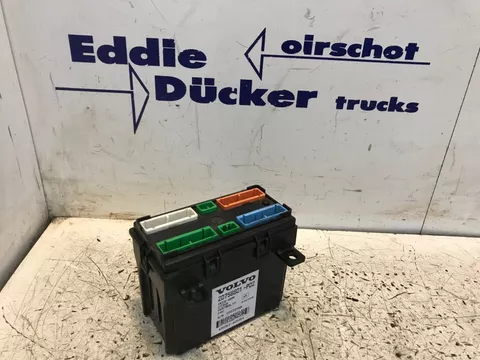 Eddie
oirschot
Dücker trucks
VOLVO